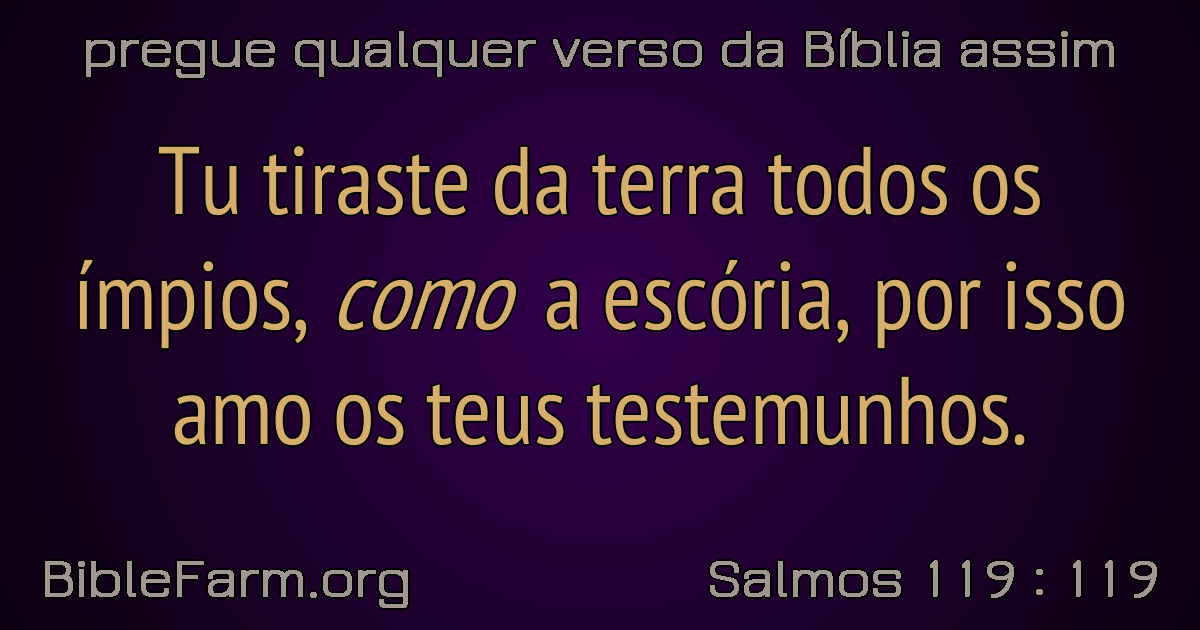 pregue qualquer verso da Bíblia assim
Tu tiraste da terra todos os
ímpios, como a escória, por isso
amo os teus testemunhos.
BibleFarm.org
Salmos 119 : 119